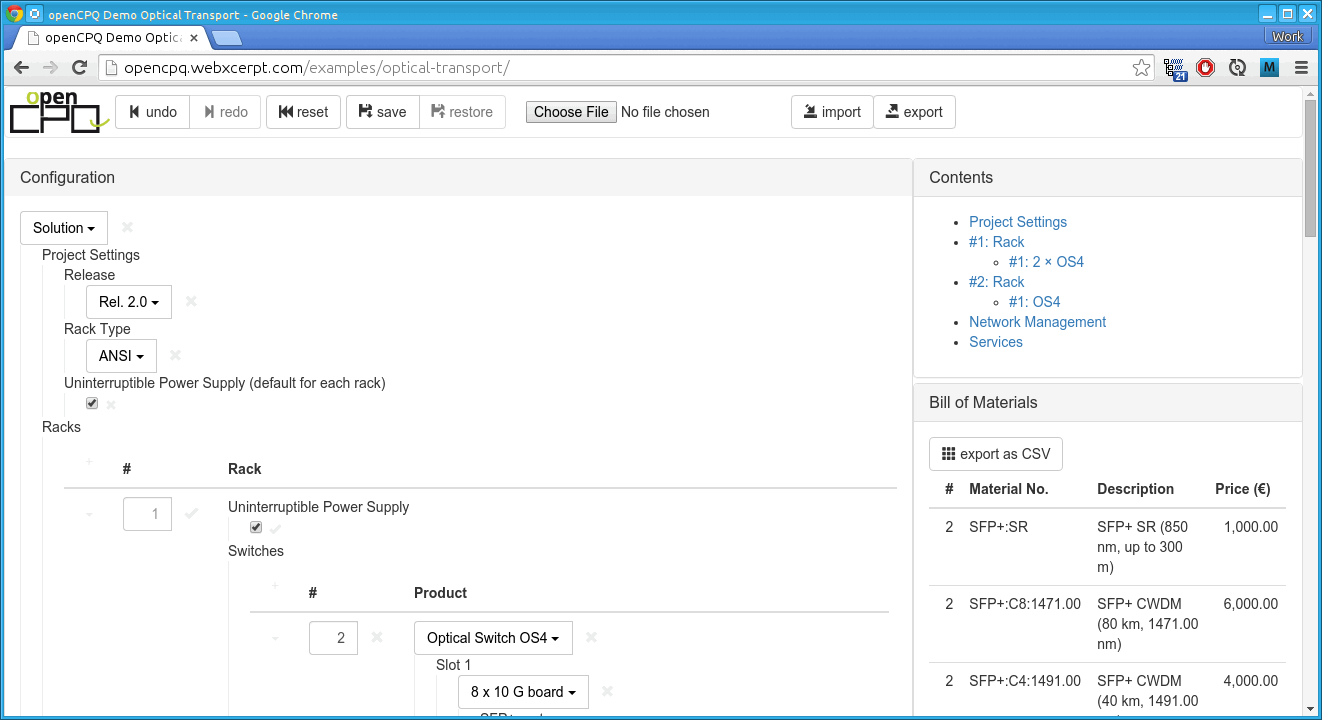 openCPQ Demo Optical Transport - Google Chrome
openCPQ Demo Optica
Work
opencpq.webxcerpt.com/examples/optical-transport/
21
M
open
CPQ
undo
redo
reset
save
restore
Choose File No file chosen
import
export
Configuration
Solution
Project Settings
Release
Rel. 2.0
Rack Type
ANSI
Uninterruptible Power Supply (default for each rack)
Racks
# Rack
1
Uninterruptible Power Supply
Switches
# Product
2 Optical Switch OS4
Slot 1
8 x 10 G board
Contents
Project Settings
#1: Rack
#1: 2 × OS4
#2: Rack
#1: OS4
Network Management
Services
Bill of Materials
export as CSV
# Material No. Description Price (€)
2 SFP+:SR SFP+ SR (850 1,000.00
nm, up to 300
m)
2 SFP+:C8:1471.00 SFP+ CWDM 6,000.00
(80 km, 1471.00
nm)
2 SFP+:C4:1491.00 SFP+ CWDM 4,000.00
(40 km, 1491.00